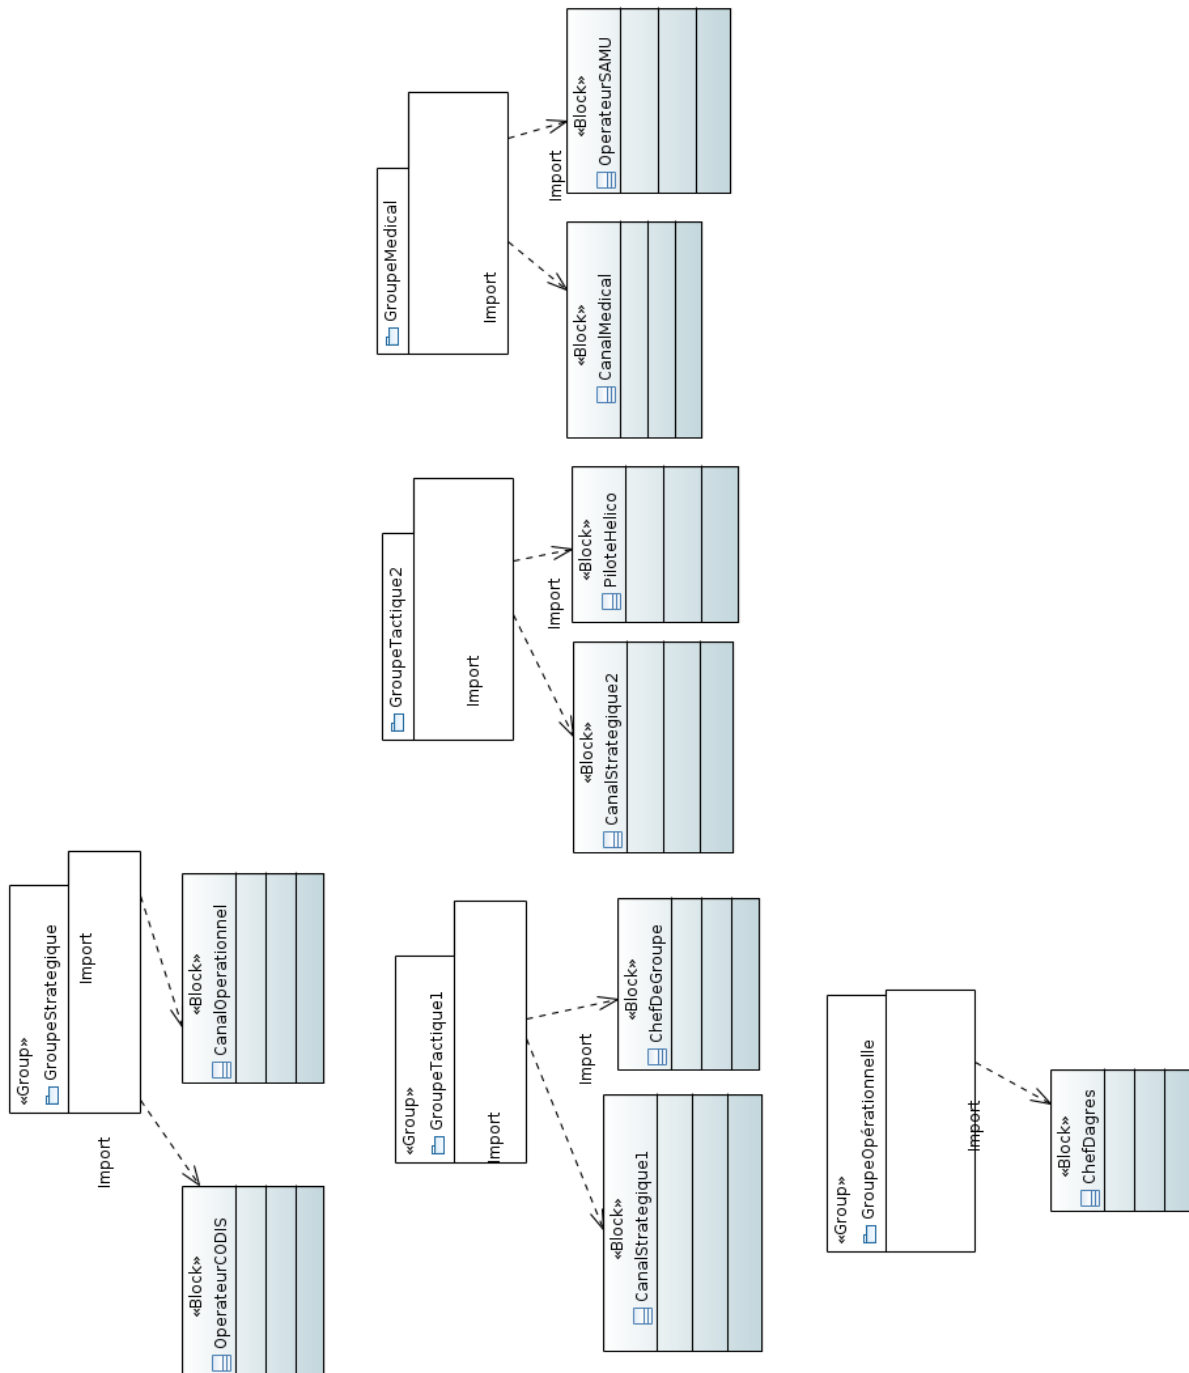 «Group»
GroupeStrategique
Import
Import
«Block»
OperateurCODIS
«Block»
CanalOperationnel
«Group»
GroupeTactique1
Import
Import
«Block»
CanalStrategique1
«Block»
ChefDeGroupe
GroupeTactique2
Import
Import
«Block»
CanalStrategique2
«Block»
PiloteHelico
GroupeMedical
Import
Import
«Block»
CanalMedical
«Block»
OperateurSAMU
«Group»
GroupeOpérationnelle
Import
«Block»
ChefDagres